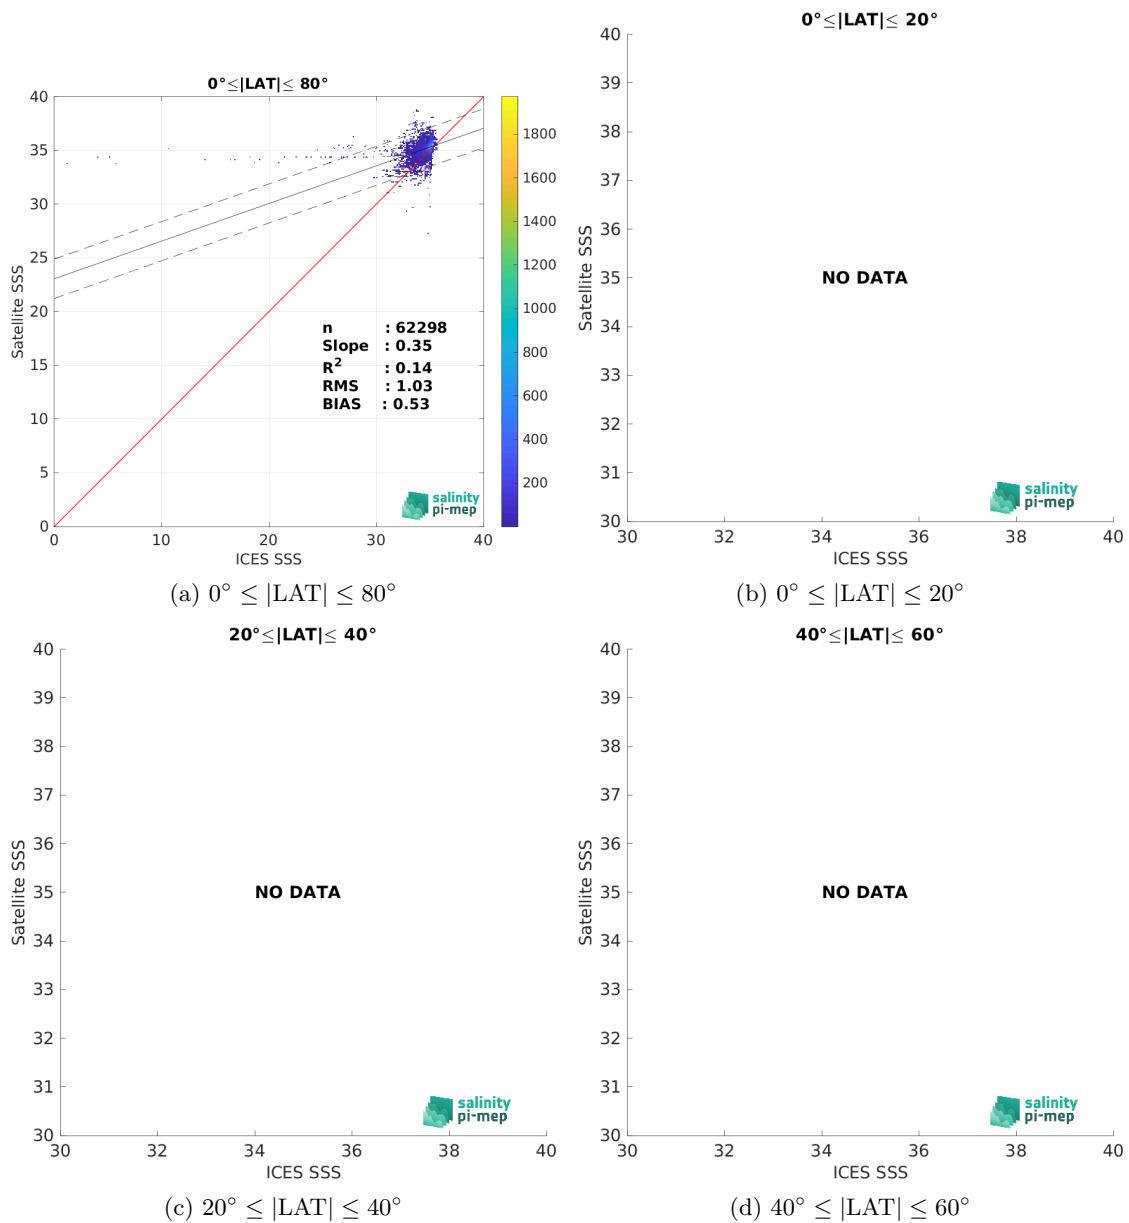 0°≤|LAT|≤ 80°
40
35
30
25
20
15
10
5
0
0
10
20
30
40
Satellite SSS
ICES SSS
n : 62298
Slope : 0.35
R² : 0.14
RMS : 1.03
BIAS : 0.53
salinity
pi-mep
1800
1600
1400
1200
1000
800
600
400
200
(a) 0° ≤ |LAT| ≤ 80°
0°≤|LAT|≤ 20°
40
39
38
37
36
35
34
33
32
31
30
30
32
34
36
38
40
Satellite SSS
ICES SSS
NO DATA
salinity
pi-mep
(b) 0° ≤ |LAT| ≤ 20°
20°≤|LAT|≤ 40°
40
39
38
37
36
35
34
33
32
31
30
30
32
34
36
38
40
Satellite SSS
ICES SSS
NO DATA
salinity
pi-mep
(c) 20° ≤ |LAT| ≤ 40°
40°≤|LAT|≤ 60°
40
39
38
37
36
35
34
33
32
31
30
30
32
34
36
38
40
Satellite SSS
ICES SSS
NO DATA
salinity
pi-mep
(d) 40° ≤ |LAT| ≤ 60°